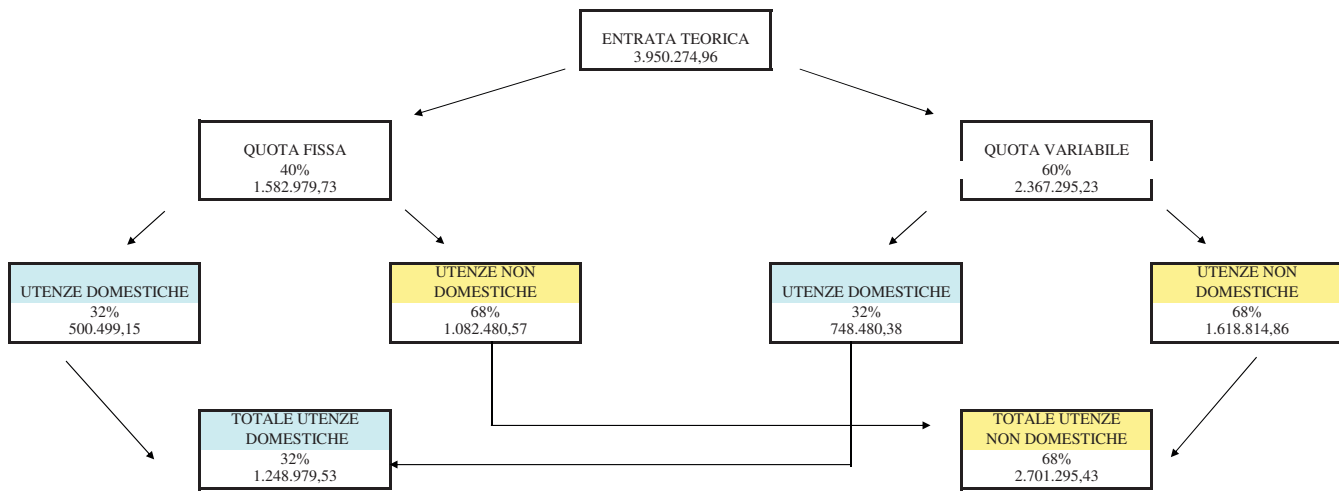 ENTRATA TEORICA
3.950.274,96
QUOTA FISSA
40%
1.582.979,73
QUOTA VARIABILE
60%
2.367.295,23
UTENZE DOMESTICHE
32%
500.499,15
UTENZE NON
DOMESTICHE
68%
1.082.480,57
UTENZE DOMESTICHE
32%
748.480,38
UTENZE NON
DOMESTICHE
68%
1.618.814,86
TOTALE UTENZE
DOMESTICHE
32%
1.248.979,53
TOTALE UTENZE
NON DOMESTICHE
68%
2.701.295,43